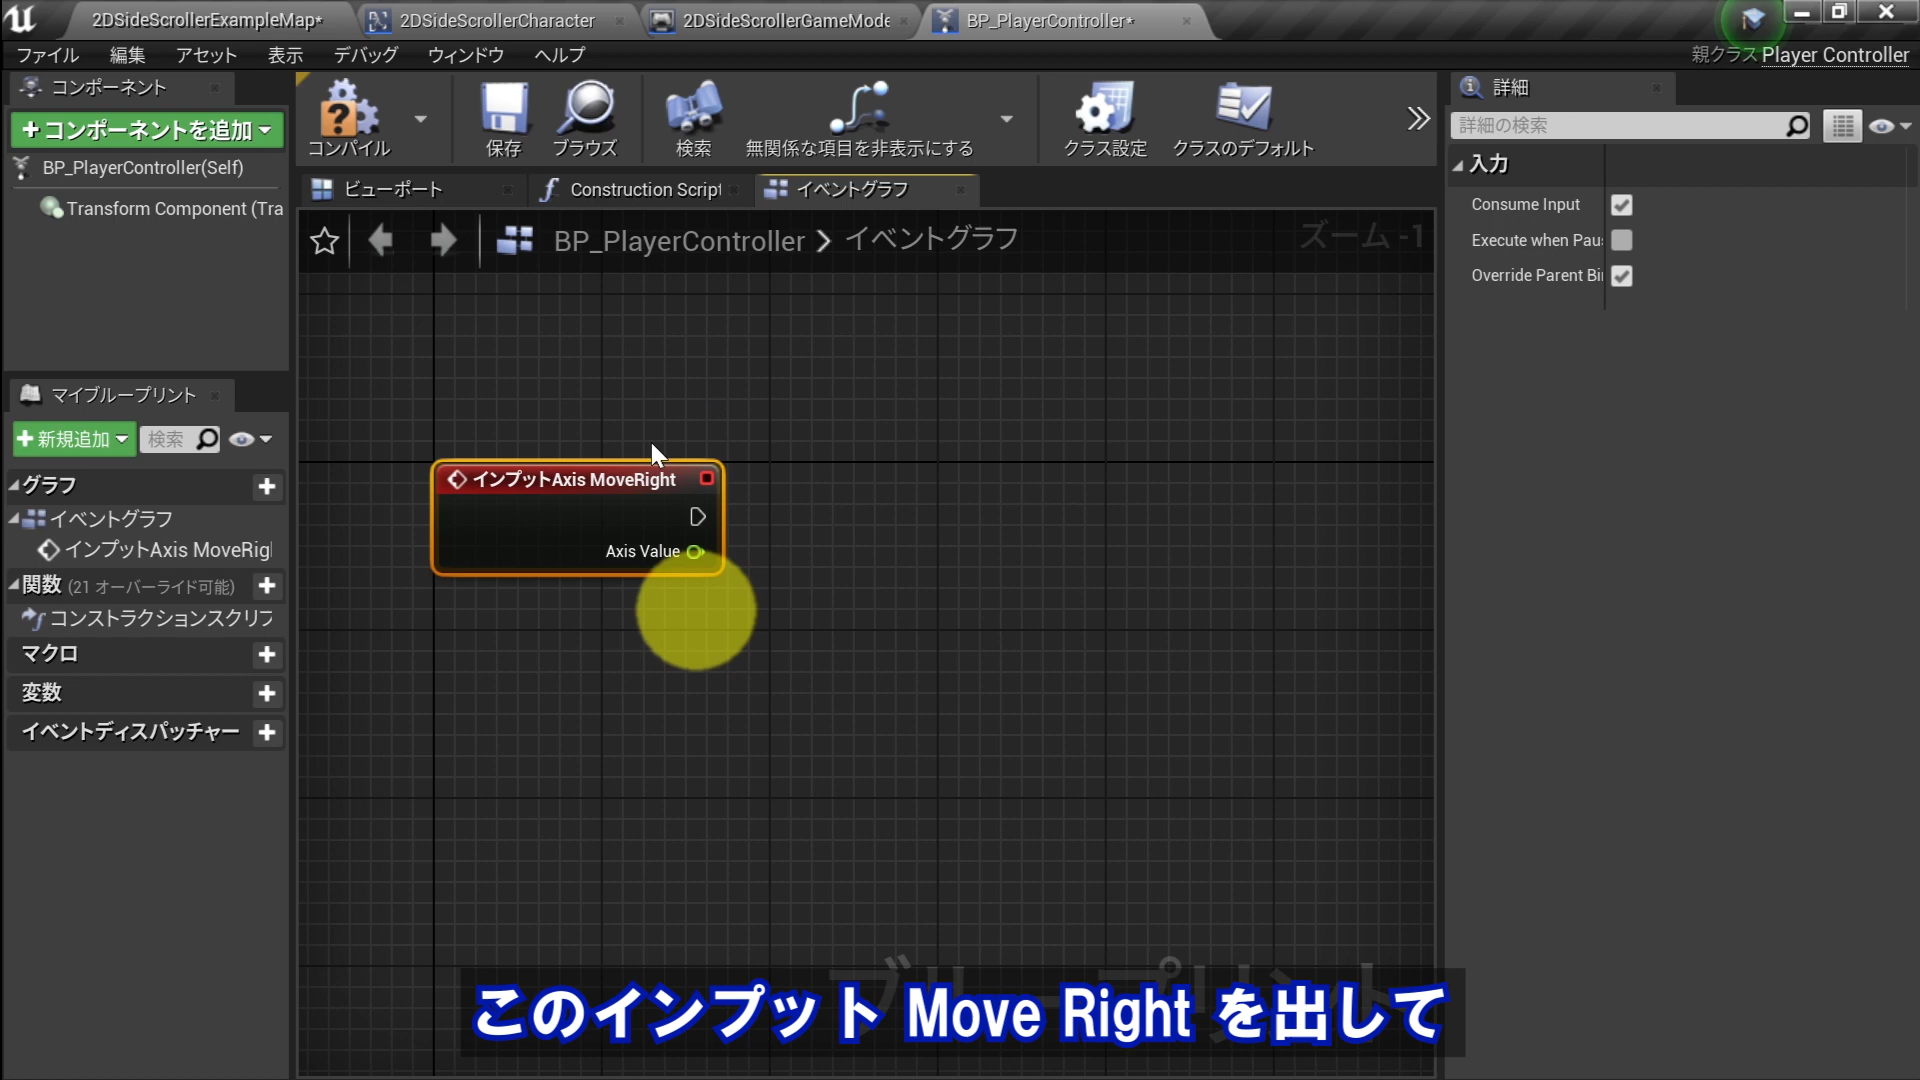 2DSideScrollerExampleMap*
2DSideScrollerCharacter
2DSideScrollerGameMode
BP_PlayerController*
ファイル 編集 アセット 表示 デバッグ ウィンドウ ヘルプ
親クラス Player Controller
コンポーネント
+コンポーネントを追加
BP_PlayerController(Self)
Transform Component (Tra
コンパイル
保存
ブラウズ
検索
無関係な項目を非表示にする
クラス設定
クラスのデフォルト
ビューポート
Construction Script
イベントグラフ
BP_PlayerController > イベントグラフ
ズーム -1
インプットAxis MoveRight
Axis Value
マイブループリント
+新規追加
検索
グラフ
イベントグラフ
インプットAxis MoveRig
関数 (21 オーバーライド可能)
コンストラクションスクリプ
マクロ
変数
イベントディスパッチャー
詳細
詳細の検索
入力
Consume Input
Execute when Pau
Override Parent Bi
ブループリント
このインプット Move Right を出して